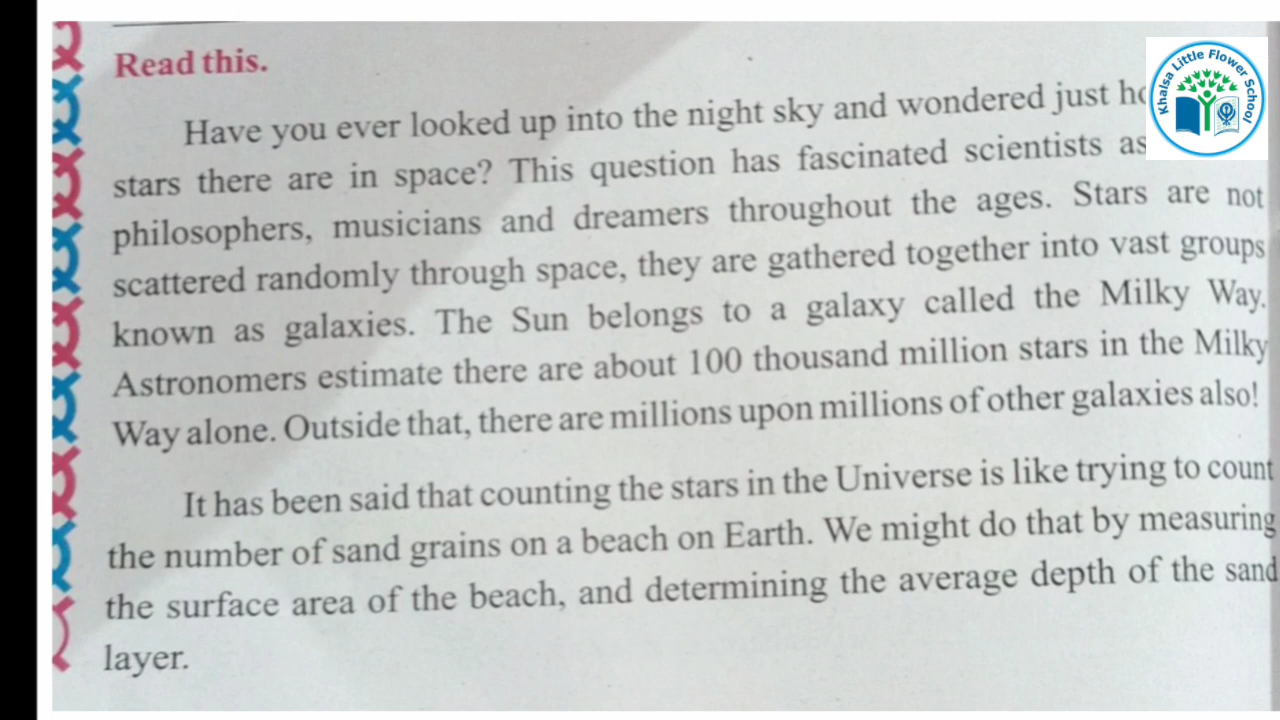 Read this.
Have you ever looked up into the night sky and wondered just
stars there are in space? This question has fascinated scientists as
philosophers, musicians and dreamers throughout the ages. Stars are not
scattered randomly through space, they are gathered together into vast groups
known as galaxies. The Sun belongs to a galaxy called the Milky Way.
Astronomers estimate there are about 100 thousand million stars in the Milky
Way alone. Outside that, there are millions upon millions of other galaxies also!
It has been said that counting the stars in the Universe is like trying to count
the number of sand grains on a beach on Earth. We might do that by measuring
the surface area of the beach, and determining the average depth of the sand
layer.
Khalsa Little Flower School